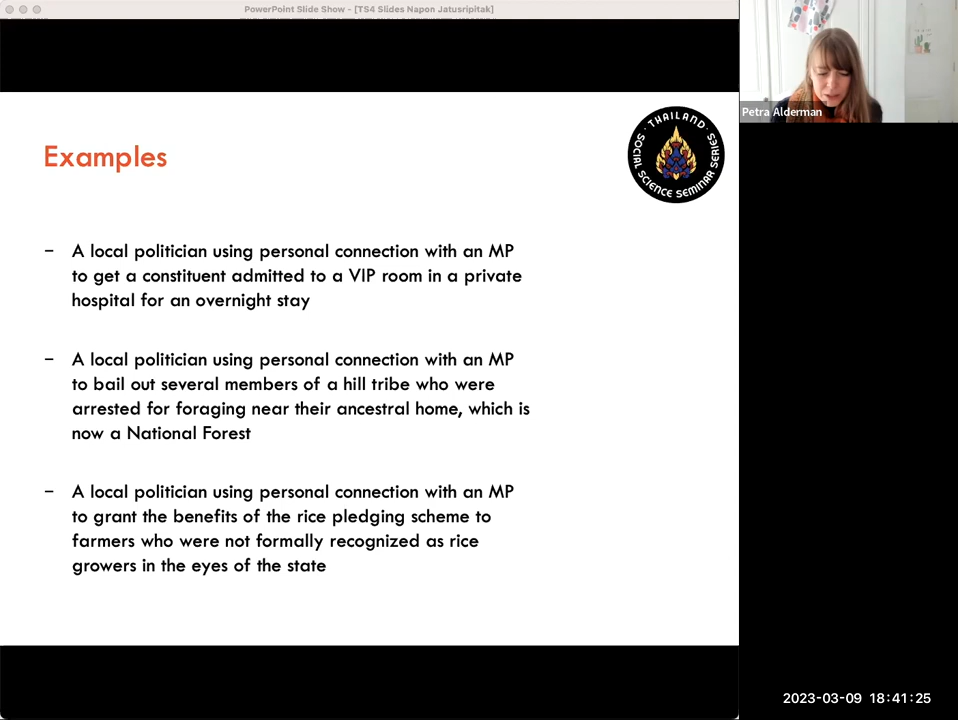 PowerPoint Slide Show - [TS4 Slides Napon Jatusripitak]
Petra Alderman
· THAILAND ·
SOCIAL SCIENCE SEMINAR SERIES
Examples
– A local politician using personal connection with an MP
to get a constituent admitted to a VIP room in a private
hospital for an overnight stay
– A local politician using personal connection with an MP
to bail out several members of a hill tribe who were
arrested for foraging near their ancestral home, which is
now a National Forest
– A local politician using personal connection with an MP
to grant the benefits of the rice pledging scheme to
farmers who were not formally recognized as rice
growers in the eyes of the state
2023-03-09 18:41:25